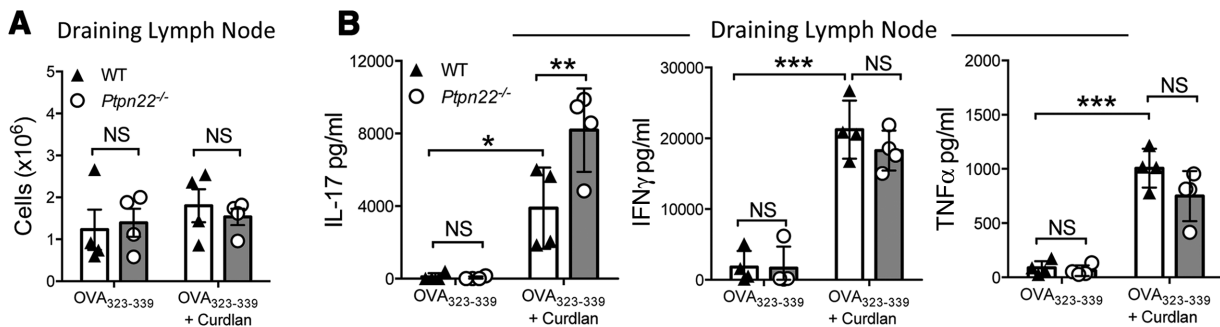 A
Draining Lymph Node
Cells (x10⁶)
5
4
3
2
1
0
▲ WT
○ Ptpn22⁻/⁻
NS
NS
OVA₃₂₃₋₃₃₉
OVA₃₂₃₋₃₃₉
+ Curdlan
B
Draining Lymph Node
IL-17 pg/ml
12000
8000
4000
0
▲ WT
○ Ptpn22⁻/⁻
**
*
NS
OVA₃₂₃₋₃₃₉
OVA₃₂₃₋₃₃₉
+ Curdlan
IFNγ pg/ml
30000
20000
10000
0
***
NS
NS
OVA₃₂₃₋₃₃₉
OVA₃₂₃₋₃₃₉
+ Curdlan
TNFα pg/ml
2000
1500
1000
500
0
***
NS
NS
OVA₃₂₃₋₃₃₉
OVA₃₂₃₋₃₃₉
+ Curdlan